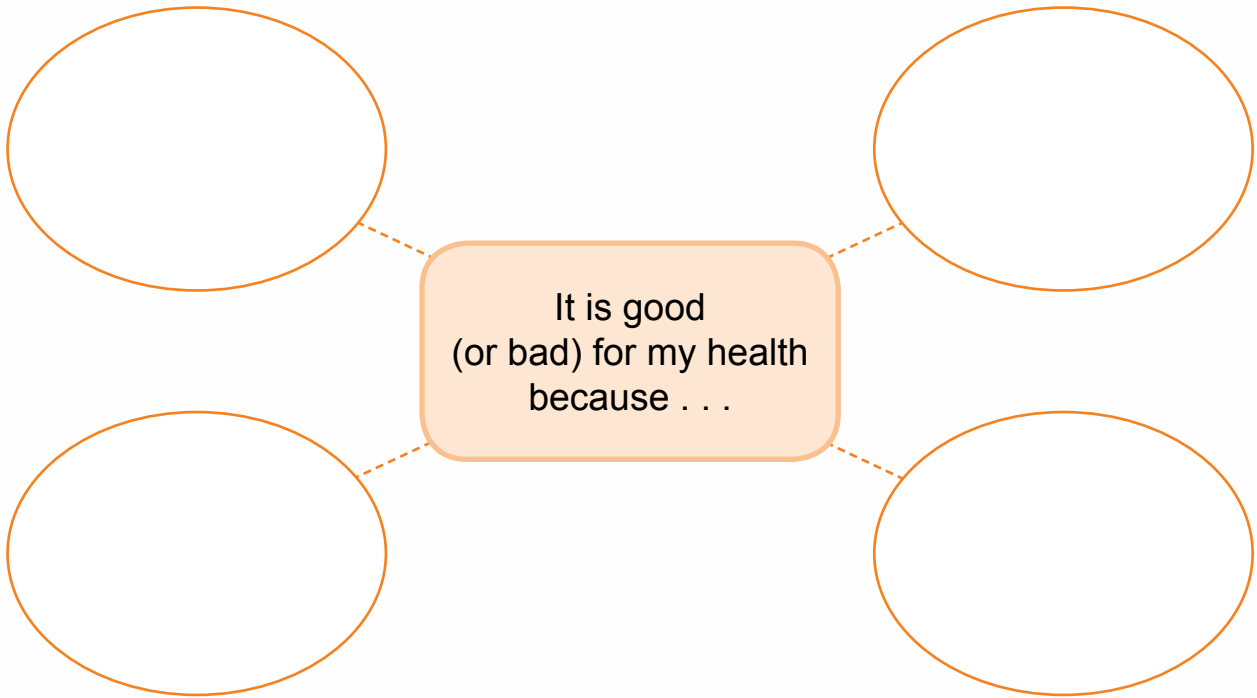 It is good
(or bad) for my health
because . . .